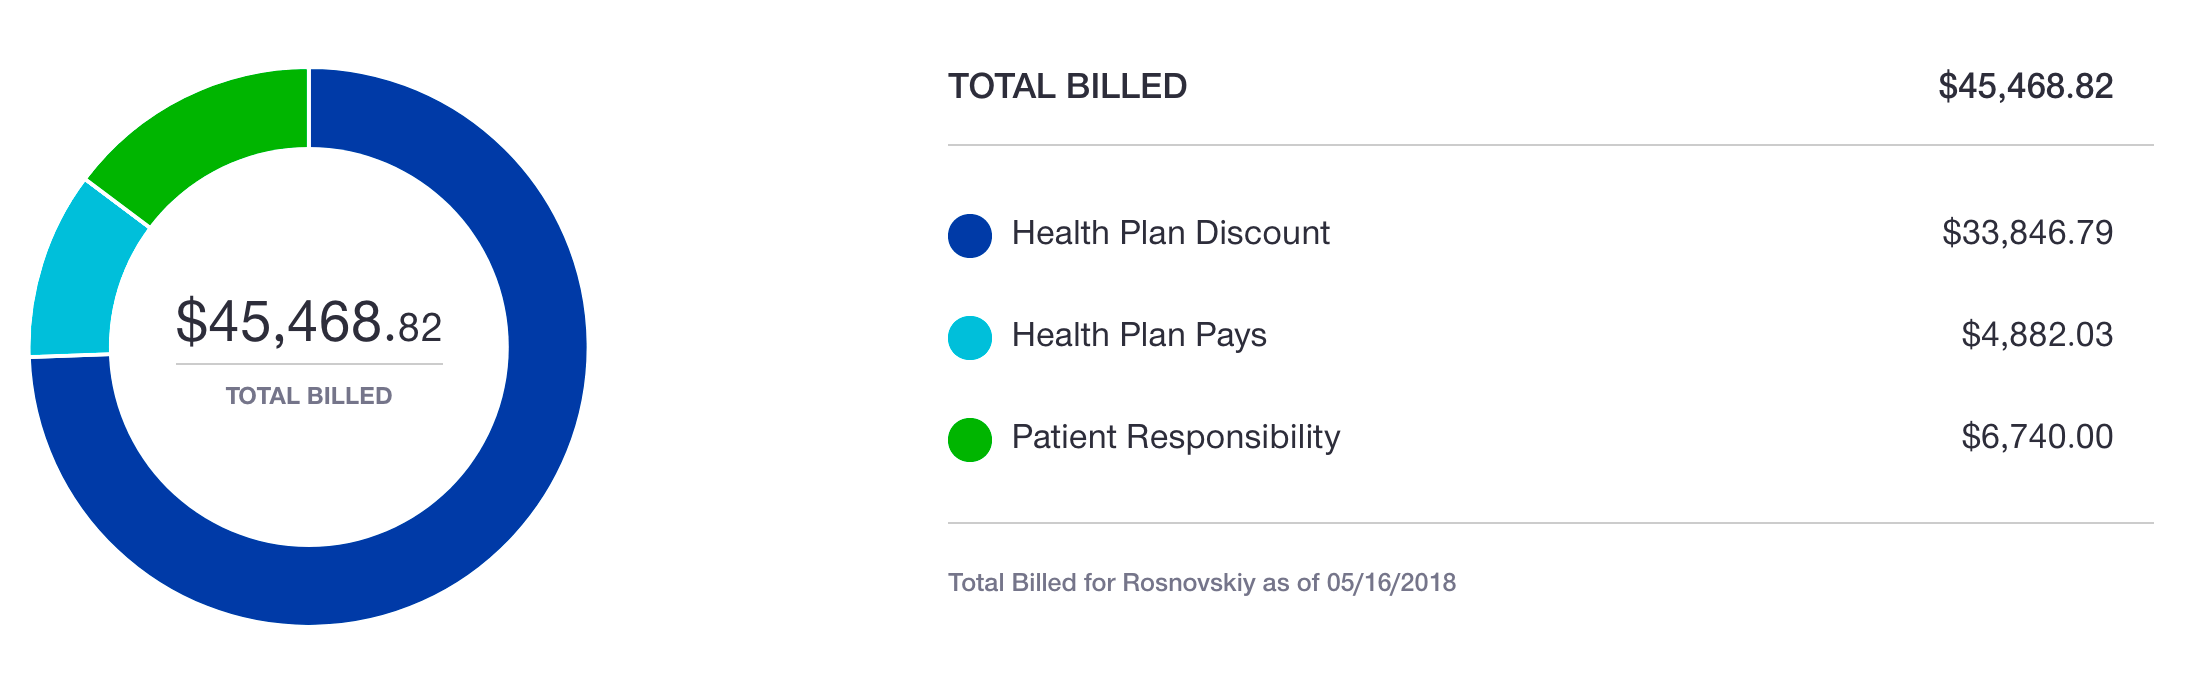 $45,468.82
TOTAL BILLED
TOTAL BILLED $45,468.82
Health Plan Discount $33,846.79
Health Plan Pays $4,882.03
Patient Responsibility $6,740.00
Total Billed for Rosnovskiy as of 05/16/2018